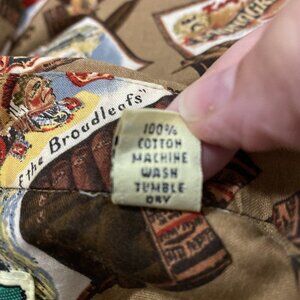 of the Broadleafs"
100%
COTTON
MACHINE
WASH
TUMBLE
DRY